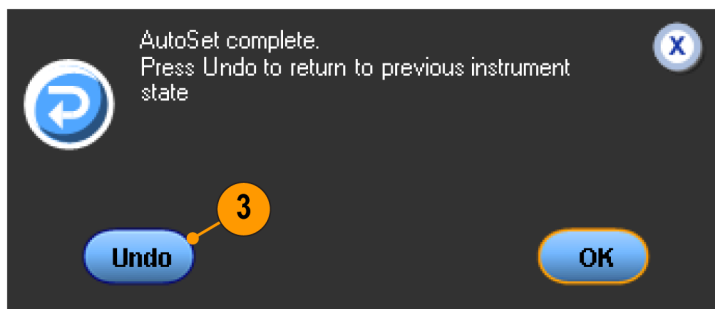 AutoSet complete.
X
Press Undo to return to previous instrument
state
3
Undo
OK